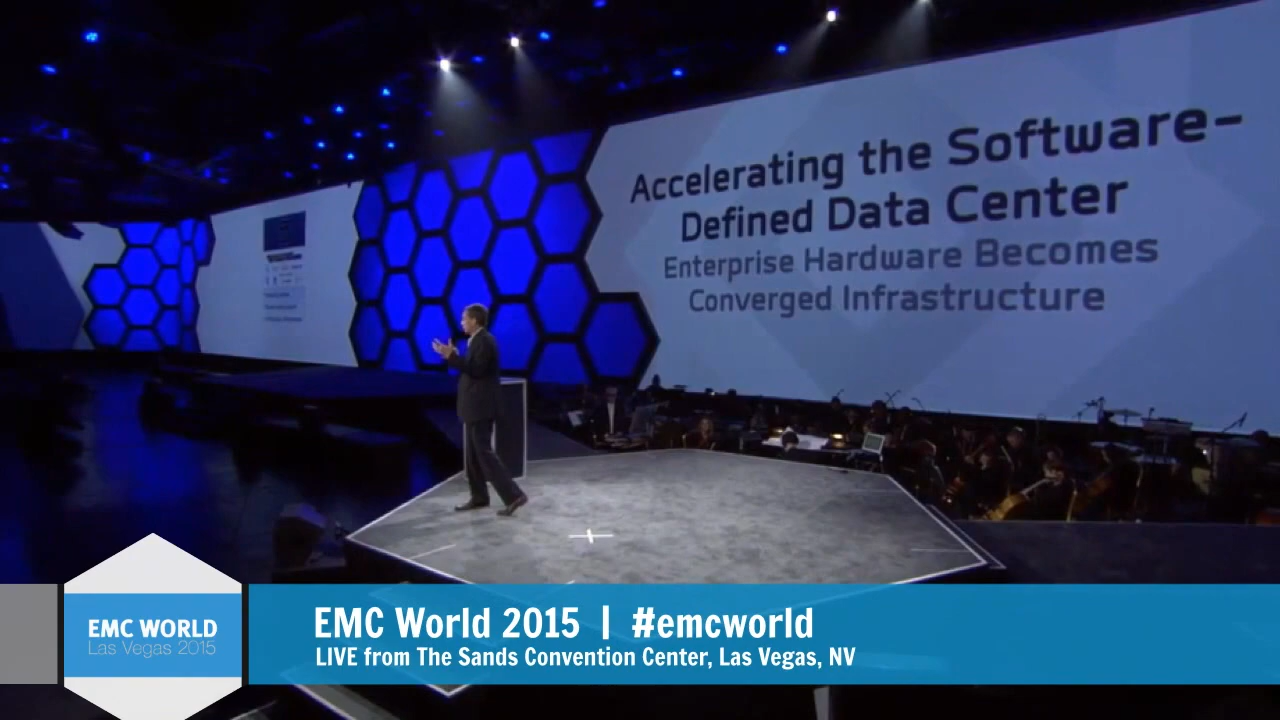 Accelerating the Software-
Defined Data Center
Enterprise Hardware Becomes
Converged Infrastructure
EMC WORLD
Las Vegas 2015
EMC World 2015 | #emcworld
LIVE from The Sands Convention Center, Las Vegas, NV